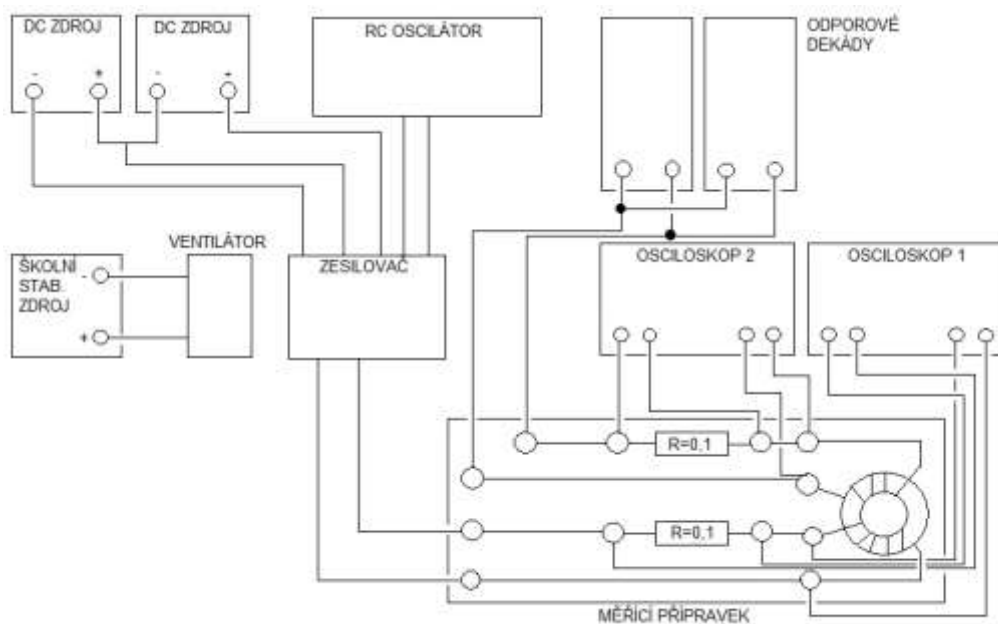 DC ZDROJ
DC ZDROJ
RC OSCILÁTOR
ODPOROVÉ
DEKÁDY
-
+
-
+
VENTILÁTOR
ŠKOLNÍ
STAB.
ZDROJ
-
+
ZESILOVAČ
OSCILOSKOP 2
OSCILOSKOP 1
R=0,1
R=0,1
MĚŘÍCÍ PŘÍPRAVEK